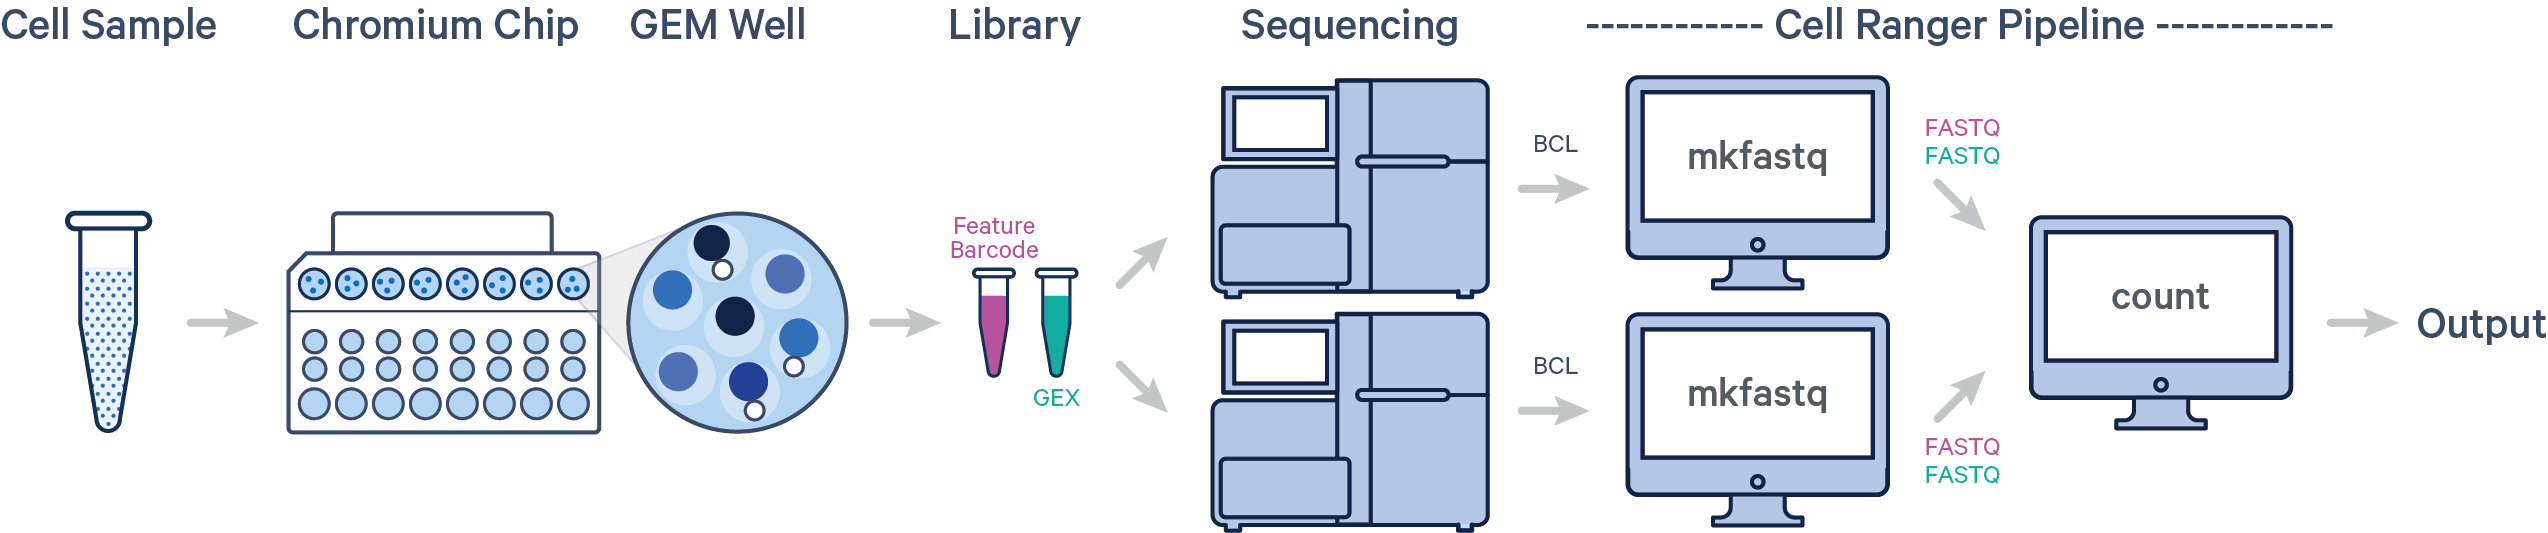 Cell Sample
Chromium Chip
GEM Well
Library
Sequencing
----------- Cell Ranger Pipeline -----------
Feature
Barcode
GEX
BCL
mkfastq
FASTQ
FASTQ
BCL
mkfastq
FASTQ
FASTQ
count
Output